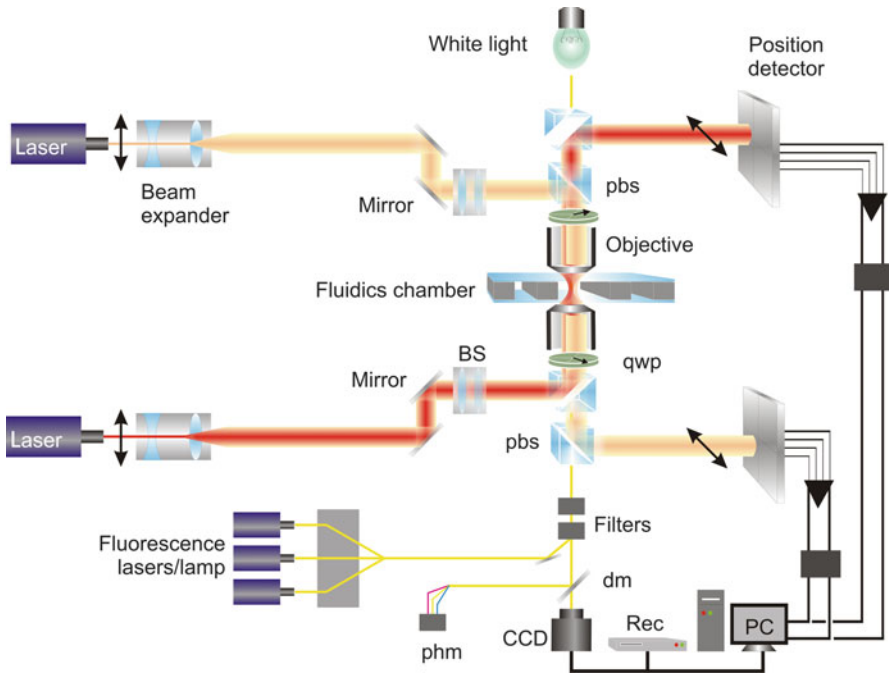 White light
Position
detector
Laser
Beam
expander
Mirror
pbs
Objective
Fluidics chamber
BS
Mirror
qwp
Laser
pbs
Filters
Fluorescence
lasers/lamp
dm
phm
CCD
Rec
PC